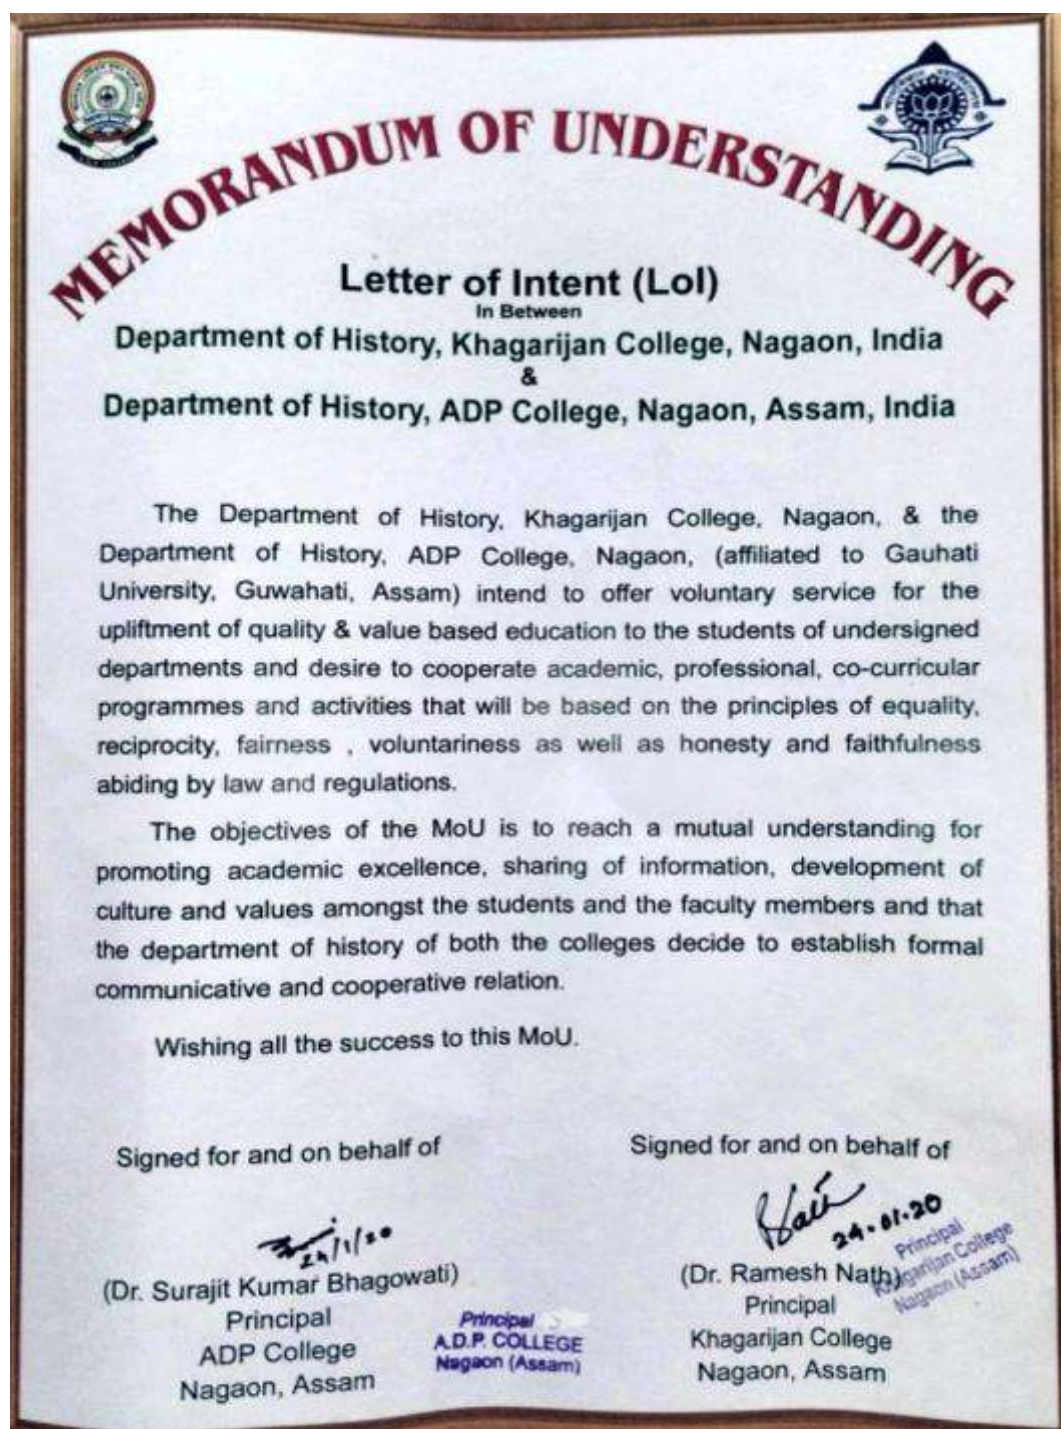 MEMORANDUM OF UNDERSTANDING
Letter of Intent (LoI)
In Between
Department of History, Khagarijan College, Nagaon, India
&
Department of History, ADP College, Nagaon, Assam, India
The Department of History, Khagarijan College, Nagaon, & the
Department of History, ADP College, Nagaon, (affiliated to Gauhati
University, Guwahati, Assam) intend to offer voluntary service for the
upliftment of quality & value based education to the students of undersigned
departments and desire to cooperate academic, professional, co-curricular
programmes and activities that will be based on the principles of equality,
reciprocity, fairness , voluntariness as well as honesty and faithfulness
abiding by law and regulations.
The objectives of the MoU is to reach a mutual understanding for
promoting academic excellence, sharing of information, development of
culture and values amongst the students and the faculty members and that
the department of history of both the colleges decide to establish formal
communicative and cooperative relation.
Wishing all the success to this MoU.
Signed for and on behalf of
24/1/20
(Dr. Surajit Kumar Bhagowati)
Principal
ADP College
Nagaon, Assam
Principal
A.D.P. COLLEGE
Nagaon (Assam)
Signed for and on behalf of
24.01.20
(Dr. Ramesh Nath)
Principal
Khagarijan College
Nagaon, Assam
Principal
Khagarijan College
Nagaon (Assam)